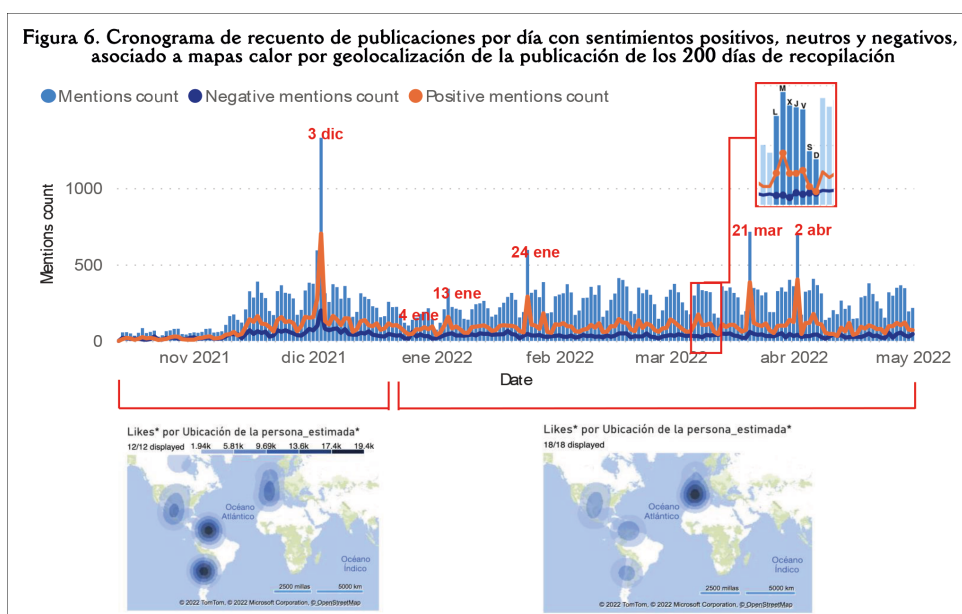 Figura 6. Cronograma de recuento de publicaciones por día con sentimientos positivos, neutros y negativos,
asociado a mapas calor por geolocalización de la publicación de los 200 días de recopilación
Mentions count Negative mentions count Positive mentions count
L M X J V S D
3 dic
1000
Mentions count
21 mar 2 abr
24 ene
500
13 ene
4 ene
0
nov 2021 dic 2021 ene 2022 feb 2022 mar 2022 abr 2022 may 2022
Date
Likes* por Ubicación de la persona_estimada*
12/12 displayed 1.94k 5.81k 9.69k 13.6k 17.4k 19.4k
Océano
Atlántico
Océano
Índico
2500 millas 5000 km
© 2022 TomTom, © 2022 Microsoft Corporation, © OpenStreetMap
Likes* por Ubicación de la persona_estimada*
18/18 displayed
Océano
Atlántico
Océano
Índico
2500 millas 5000 km
© 2022 TomTom, © 2022 Microsoft Corporation, © OpenStreetMap